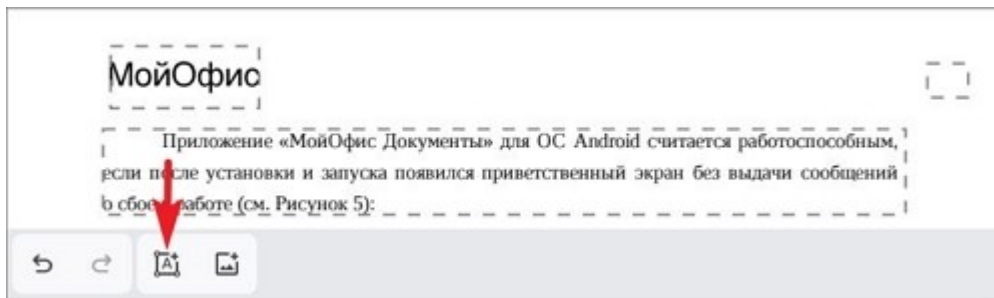 МойОфис
Приложение «МойОфис Документы» для ОС Android считается работоспособным,
если после установки и запуска появился приветственный экран без выдачи сообщений
о сбое работе (см. Рисунок 5):
A